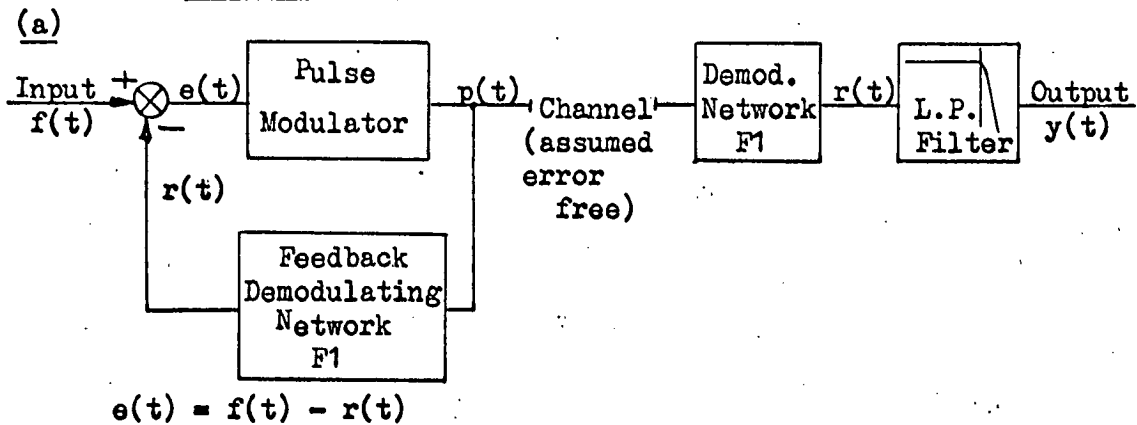 (a)
Input
f(t)
+
−
e(t)
Pulse
Modulator
p(t)
Channel
(assumed
error
free)
Demod.
Network
F1
r(t)
L.P.
Filter
Output
y(t)
r(t)
Feedback
Demodulating
Network
F1
e(t) = f(t) - r(t)